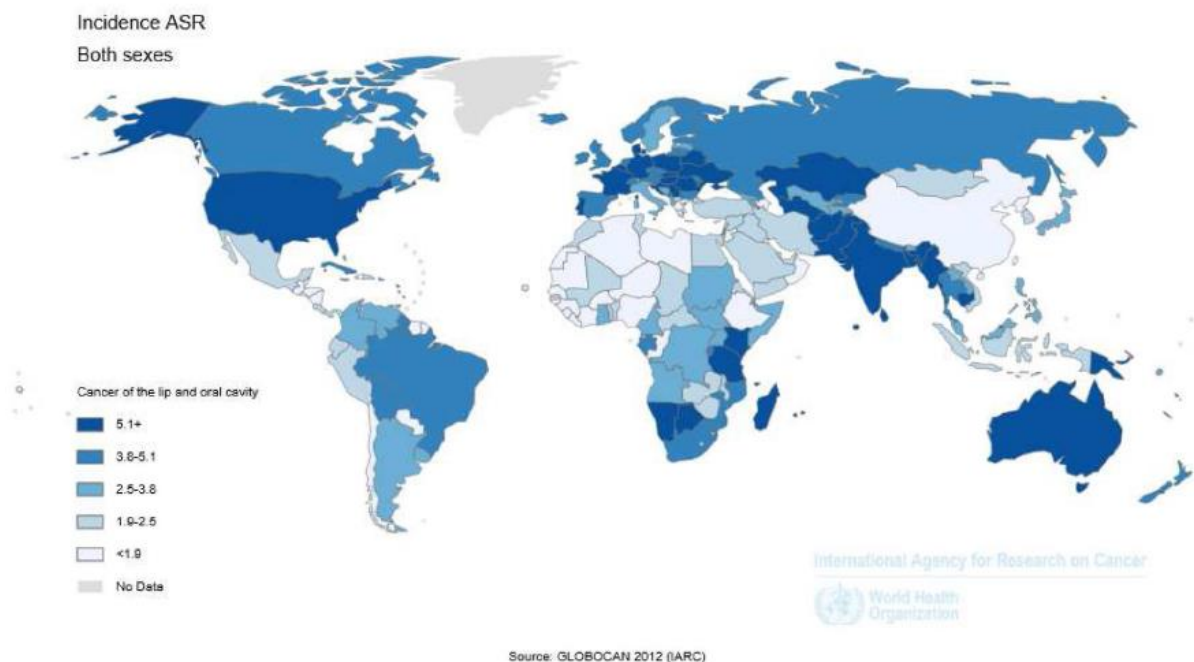 Incidence ASR
Both sexes
Cancer of the lip and oral cavity
5.1+
3.8-5.1
2.5-3.8
1.9-2.5
<1.9
No Data
International Agency for Research on Cancer
World Health
Organization
Source: GLOBOCAN 2012 (IARC)